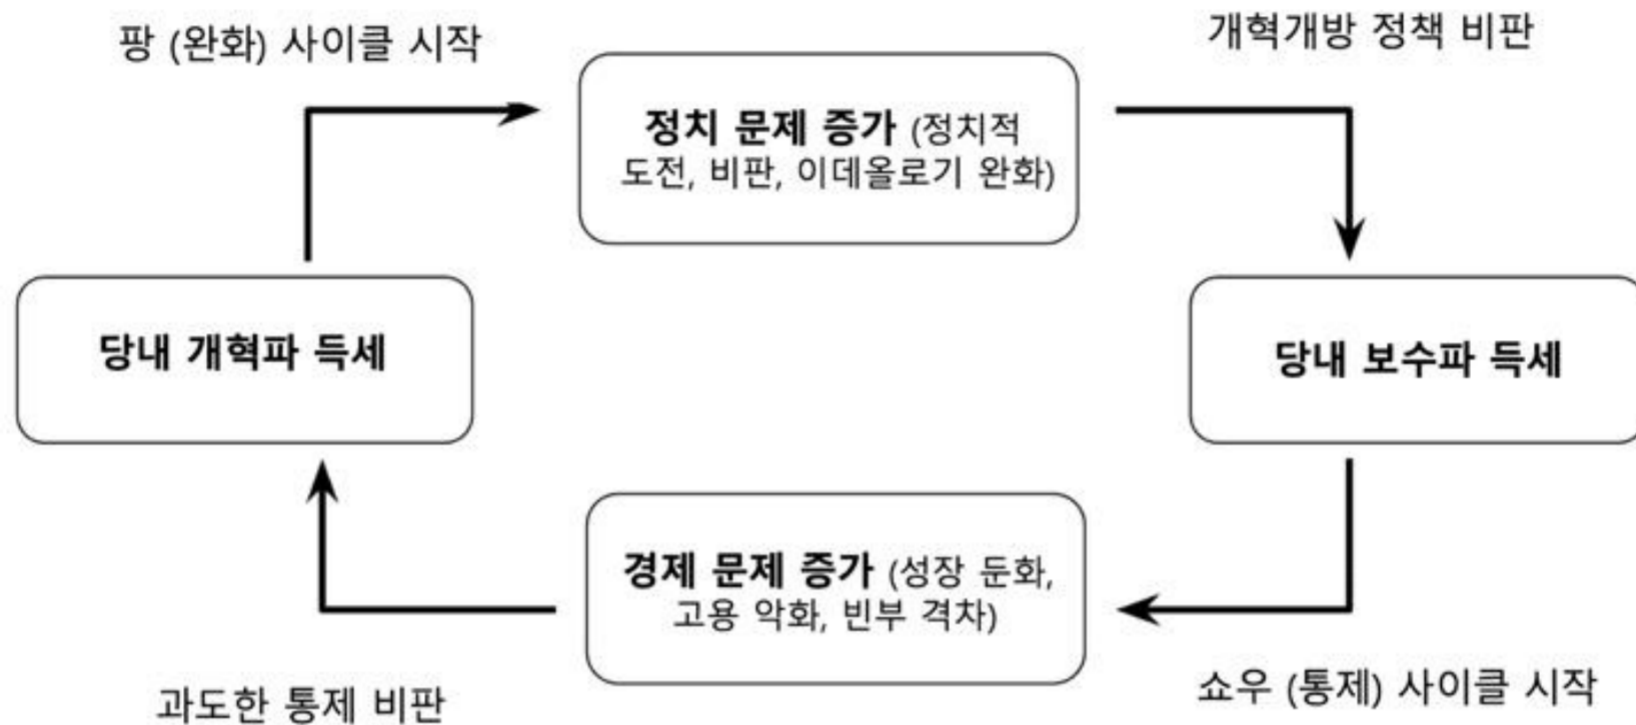 팡 (완화) 사이클 시작
개혁개방 정책 비판
정치 문제 증가 (정치적
도전, 비판, 이데올로기 완화)
당내 개혁파 득세
당내 보수파 득세
경제 문제 증가 (성장 둔화,
고용 악화, 빈부 격차)
과도한 통제 비판
쇼우 (통제) 사이클 시작